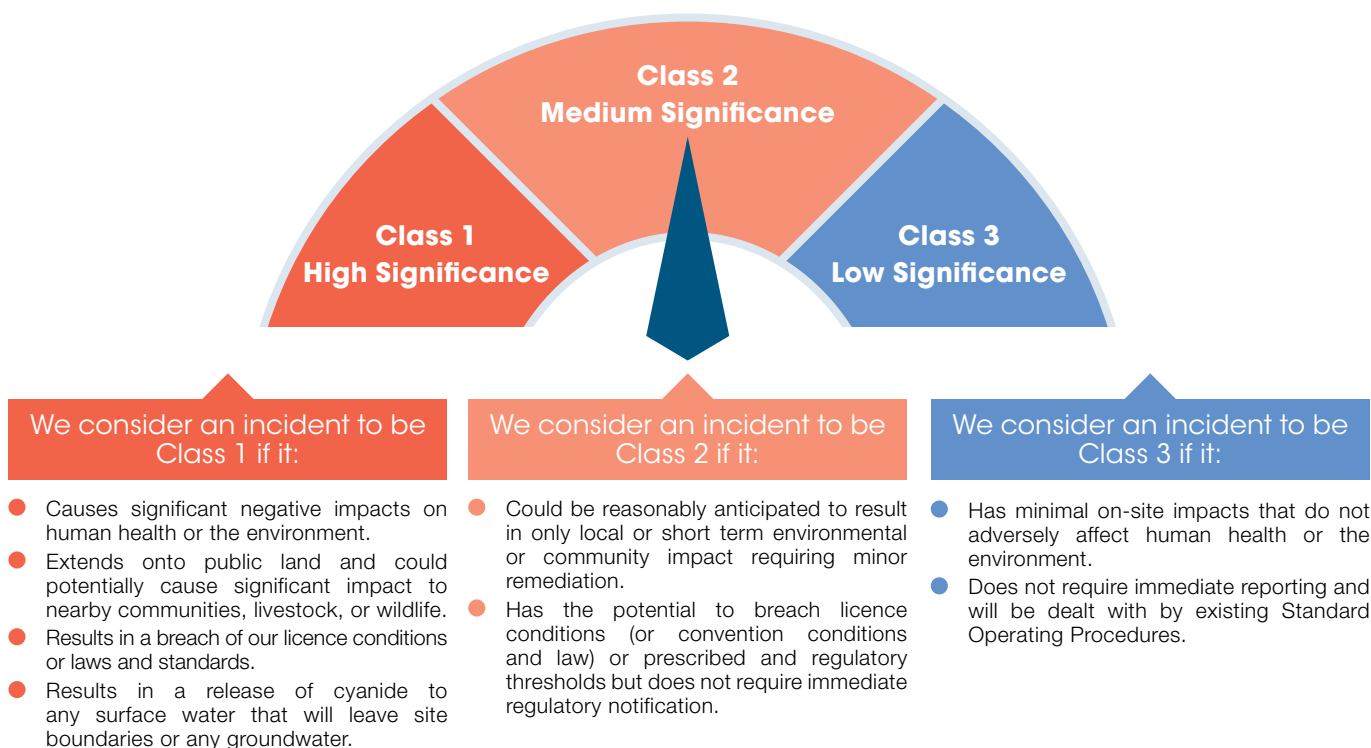 Class 2
Medium Significance
Class 1
High Significance
Class 3
Low Significance
We consider an incident to be
Class 1 if it:
Causes significant negative impacts on
human health or the environment.
Extends onto public land and could
potentially cause significant impact to
nearby communities, livestock, or wildlife.
Results in a breach of our licence conditions
or laws and standards.
Results in a release of cyanide to
any surface water that will leave site
boundaries or any groundwater.
We consider an incident to be
Class 2 if it:
Could be reasonably anticipated to result
in only local or short term environmental
or community impact requiring minor
remediation.
Has the potential to breach licence
conditions (or convention conditions
and law) or prescribed and regulatory
thresholds but does not require immediate
regulatory notification.
We consider an incident to be
Class 3 if it:
Has minimal on-site impacts that do not
adversely affect human health or the
environment.
Does not require immediate reporting and
will be dealt with by existing Standard
Operating Procedures.